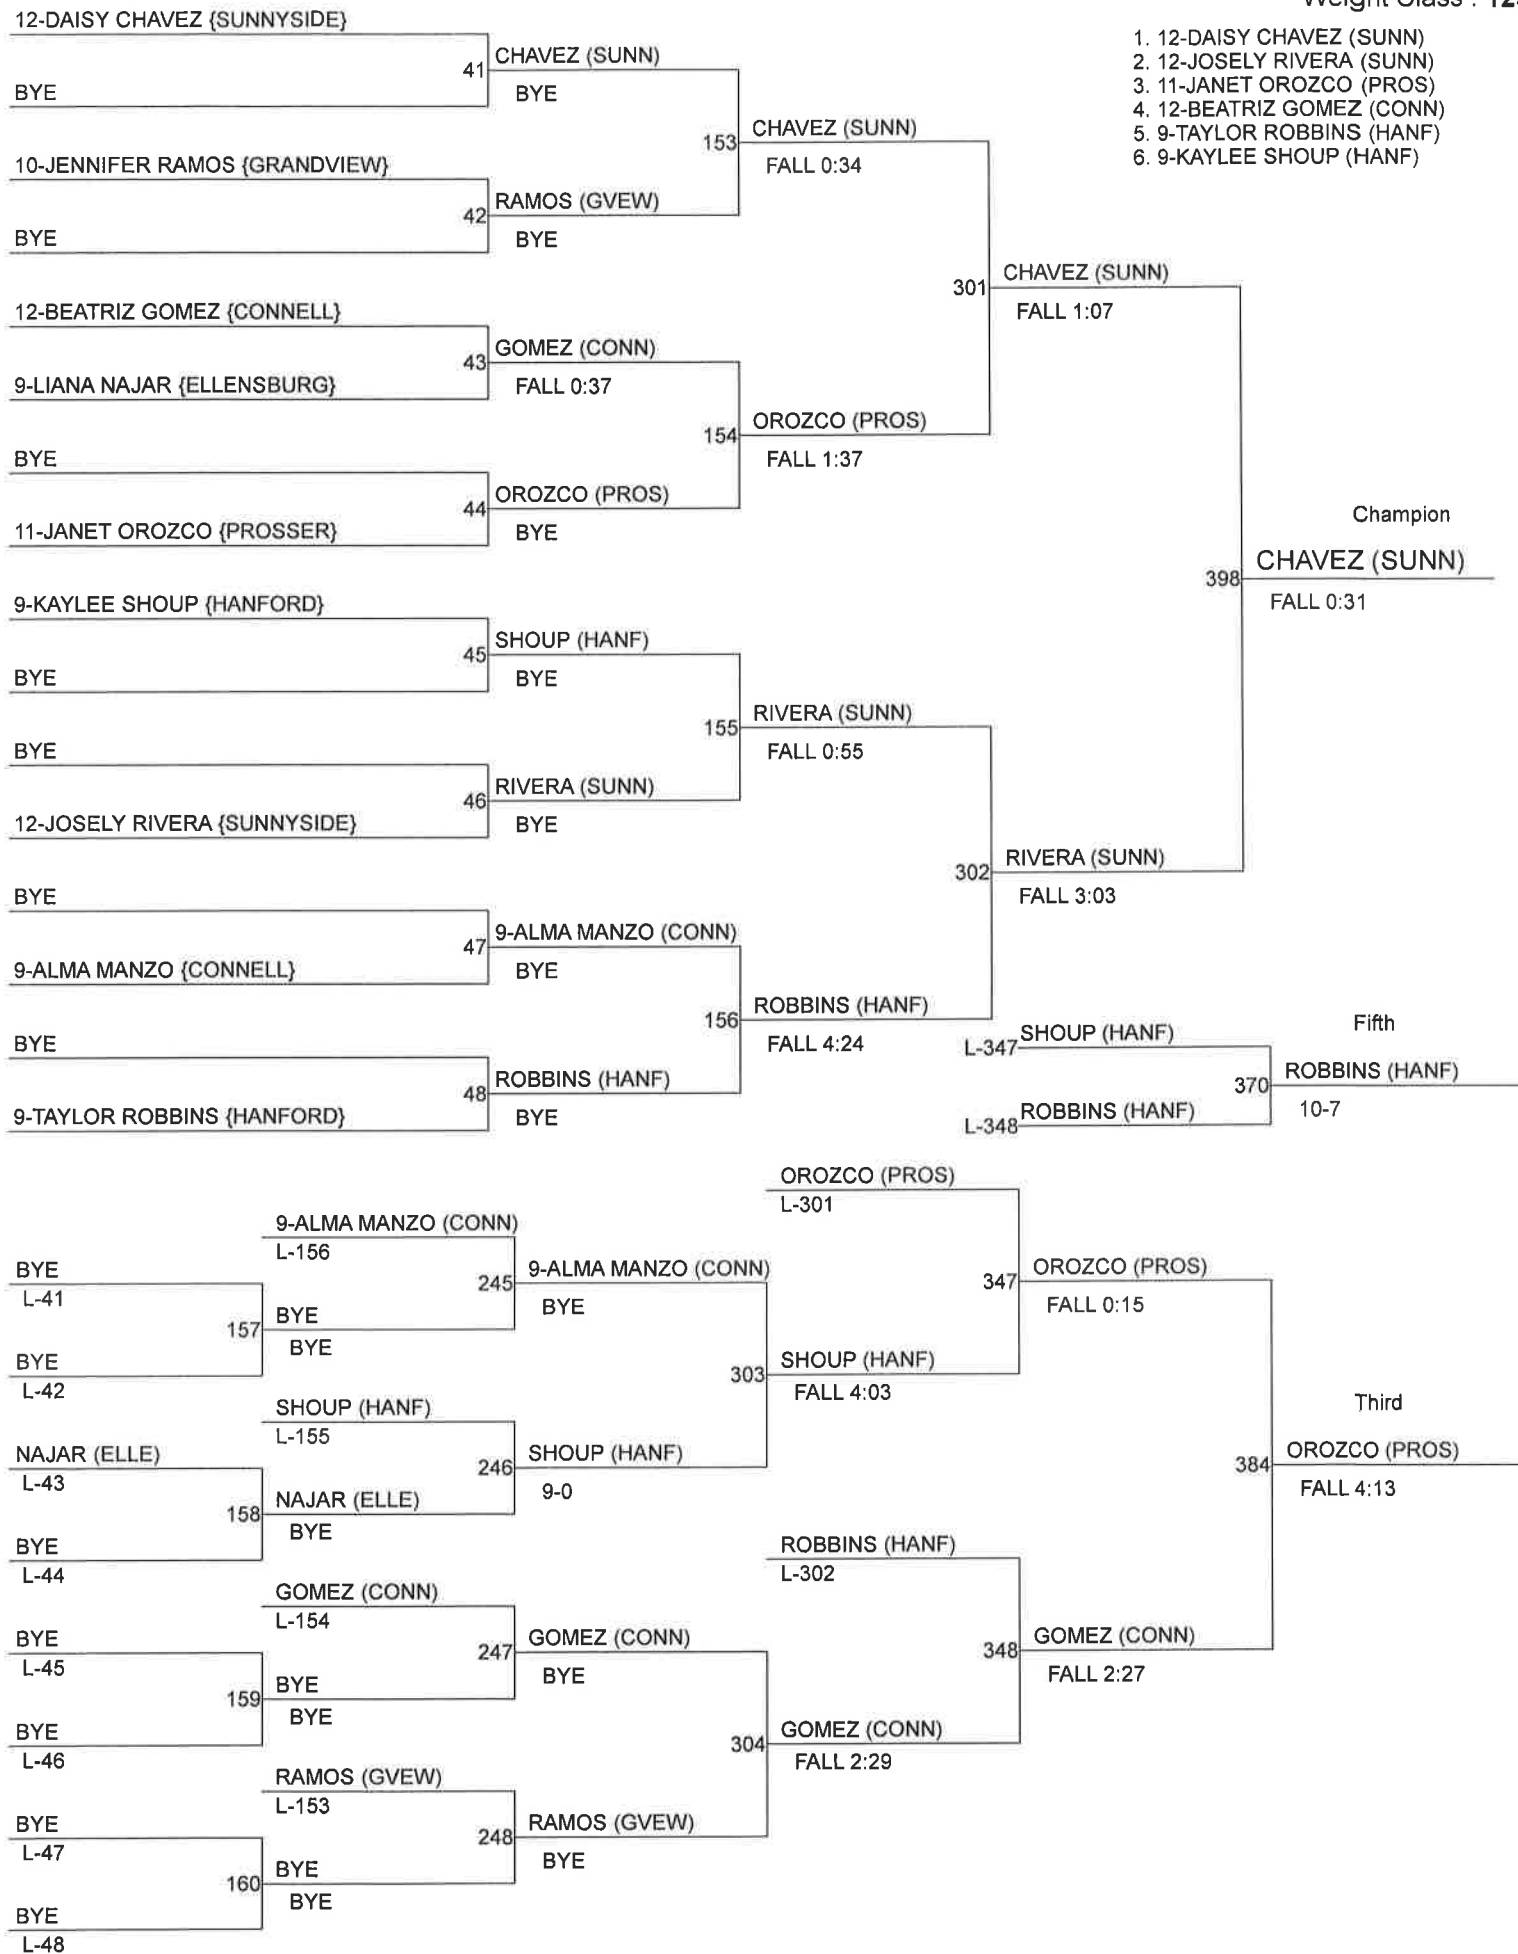 Weight Class :
1. 12-DAISY CHAVEZ (SUNN)
2. 12-JOSELY RIVERA (SUNN)
3. 11-JANET OROZCO (PROS)
4. 12-BEATRIZ GOMEZ (CONN)
5. 9-TAYLOR ROBBINS (HANF)
6. 9-KAYLEE SHOUP (HANF)
12-DAISY CHAVEZ {SUNNYSIDE}
41 CHAVEZ (SUNN)
BYE
BYE
153 CHAVEZ (SUNN)
FALL 0:34
10-JENNIFER RAMOS {GRANDVIEW}
42 RAMOS (GVEW)
BYE
BYE
301 CHAVEZ (SUNN)
FALL 1:07
12-BEATRIZ GOMEZ {CONNELL}
43 GOMEZ (CONN)
9-LIANA NAJAR {ELLENSBURG}
FALL 0:37
154 OROZCO (PROS)
FALL 1:37
BYE
44 OROZCO (PROS)
11-JANET OROZCO {PROSSER}
BYE
Champion
398 CHAVEZ (SUNN)
FALL 0:31
9-KAYLEE SHOUP {HANFORD}
45 SHOUP (HANF)
BYE
BYE
155 RIVERA (SUNN)
FALL 0:55
BYE
46 RIVERA (SUNN)
12-JOSELY RIVERA {SUNNYSIDE}
BYE
302 RIVERA (SUNN)
FALL 3:03
BYE
47 9-ALMA MANZO (CONN)
9-ALMA MANZO {CONNELL}
BYE
156 ROBBINS (HANF)
FALL 4:24
BYE
48 ROBBINS (HANF)
9-TAYLOR ROBBINS {HANFORD}
BYE
Fifth
L-347 SHOUP (HANF)
370 ROBBINS (HANF)
L-348 ROBBINS (HANF)
10-7
OROZCO (PROS)
L-301
9-ALMA MANZO (CONN)
L-156
BYE
L-41
245 9-ALMA MANZO (CONN)
BYE
347 OROZCO (PROS)
FALL 0:15
157 BYE
BYE
BYE
L-42
303 SHOUP (HANF)
FALL 4:03
SHOUP (HANF)
L-155
Third
NAJAR (ELLE)
L-43
246 SHOUP (HANF)
9-0
384 OROZCO (PROS)
FALL 4:13
158 NAJAR (ELLE)
BYE
BYE
L-44
ROBBINS (HANF)
L-302
GOMEZ (CONN)
L-154
BYE
L-45
247 GOMEZ (CONN)
BYE
348 GOMEZ (CONN)
FALL 2:27
159 BYE
BYE
BYE
L-46
304 GOMEZ (CONN)
FALL 2:29
RAMOS (GVEW)
L-153
BYE
L-47
248 RAMOS (GVEW)
BYE
160 BYE
BYE
BYE
L-48